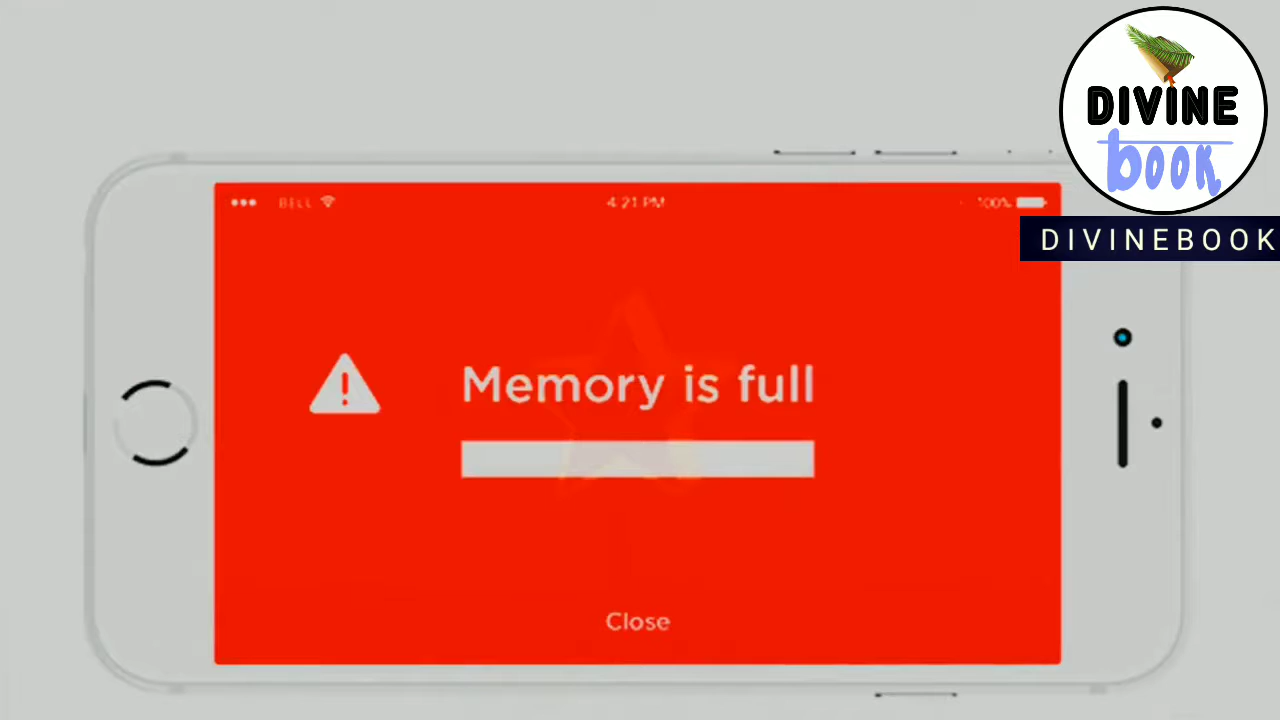 DIVINE
book
DIVINEBOOK
BELL
4:21 PM
100%
Memory is full
Close